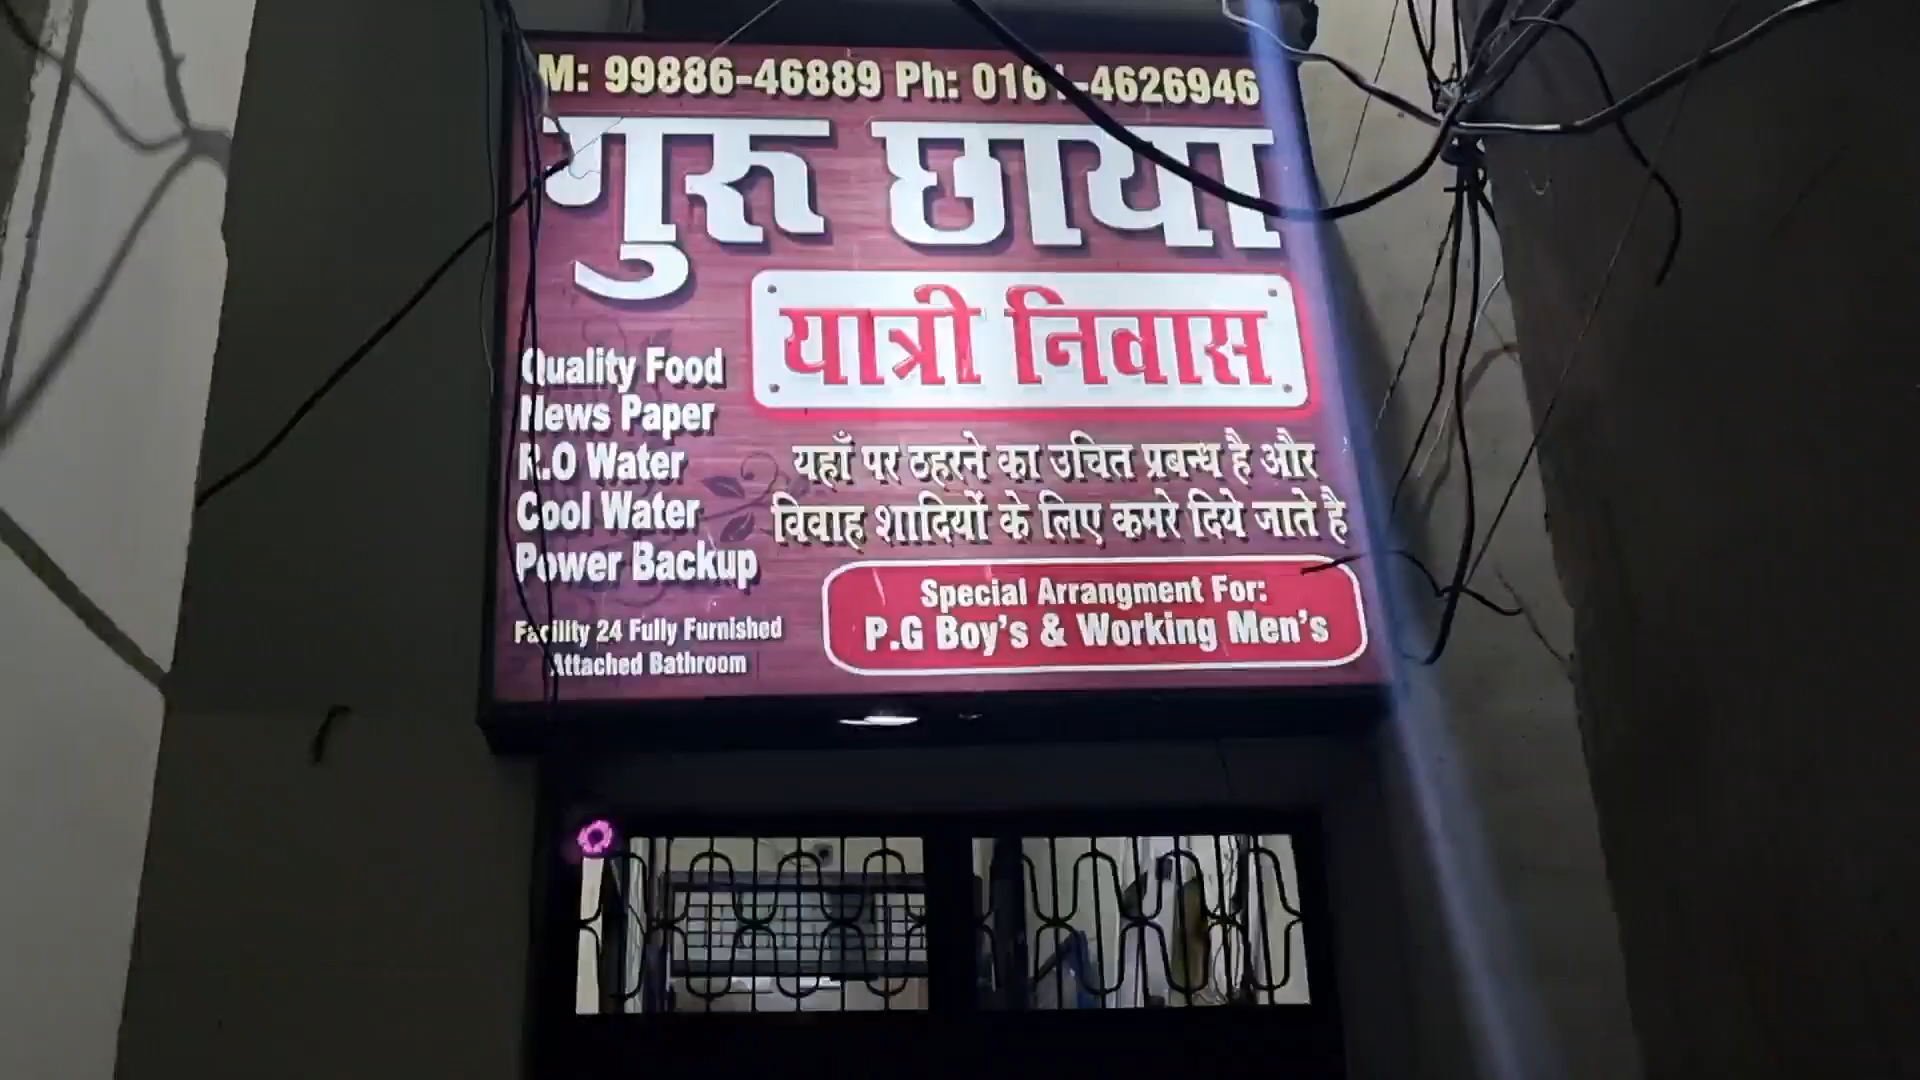 M: 99886-46889 Ph: 0161-4626946
गुरू छाया
यात्री निवास
Quality Food
News Paper
R.O Water
Cool Water
Power Backup
Facility 24 Fully Furnished
Attached Bathroom
यहाँ पर ठहरने का उचित प्रबन्ध है और
विवाह शादियों के लिए कमरे दिये जाते है
Special Arrangment For:
P.G Boy's & Working Men's